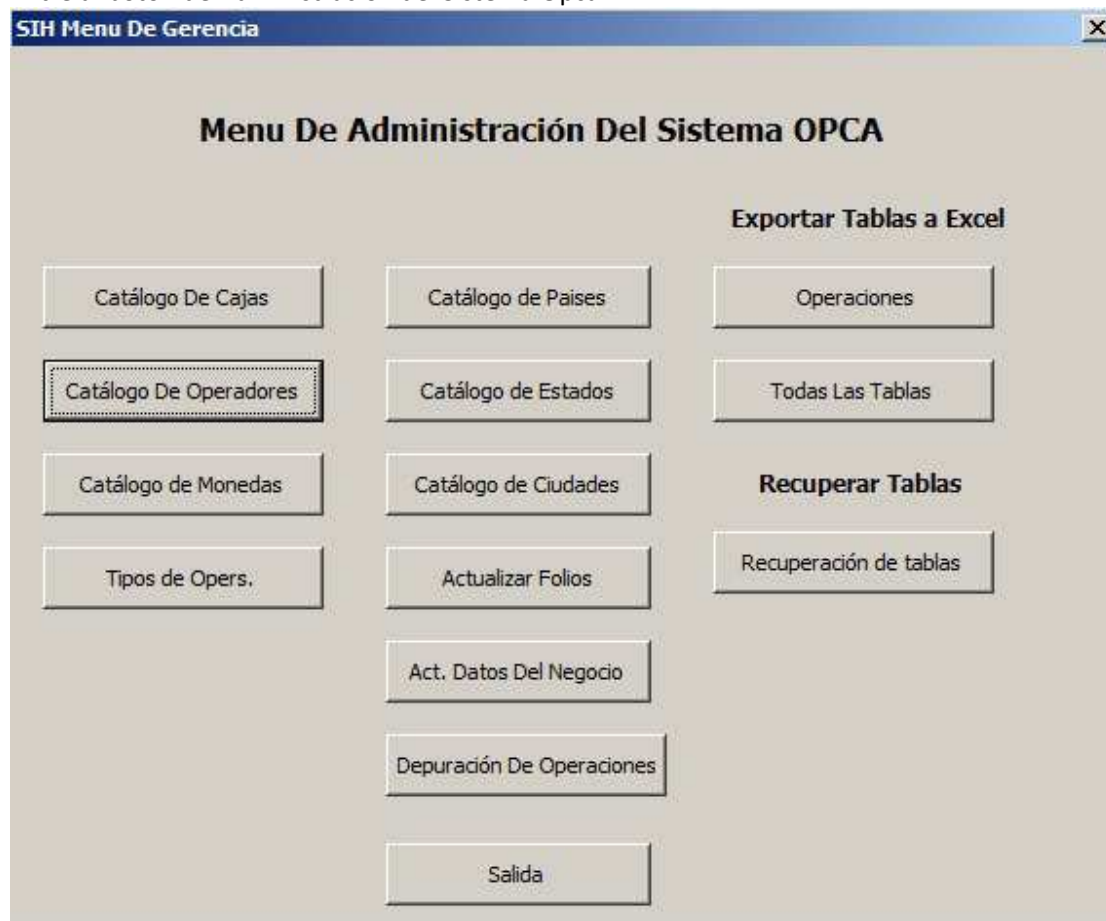 SIH Menu De Gerencia
Menu De Administración Del Sistema OPCA
Exportar Tablas a Excel
Catálogo De Cajas
Catálogo de Paises
Operaciones
Catálogo De Operadores
Catálogo de Estados
Todas Las Tablas
Catálogo de Monedas
Catálogo de Ciudades
Recuperar Tablas
Tipos de Opers.
Actualizar Folios
Recuperación de tablas
Act. Datos Del Negocio
Depuración De Operaciones
Salida